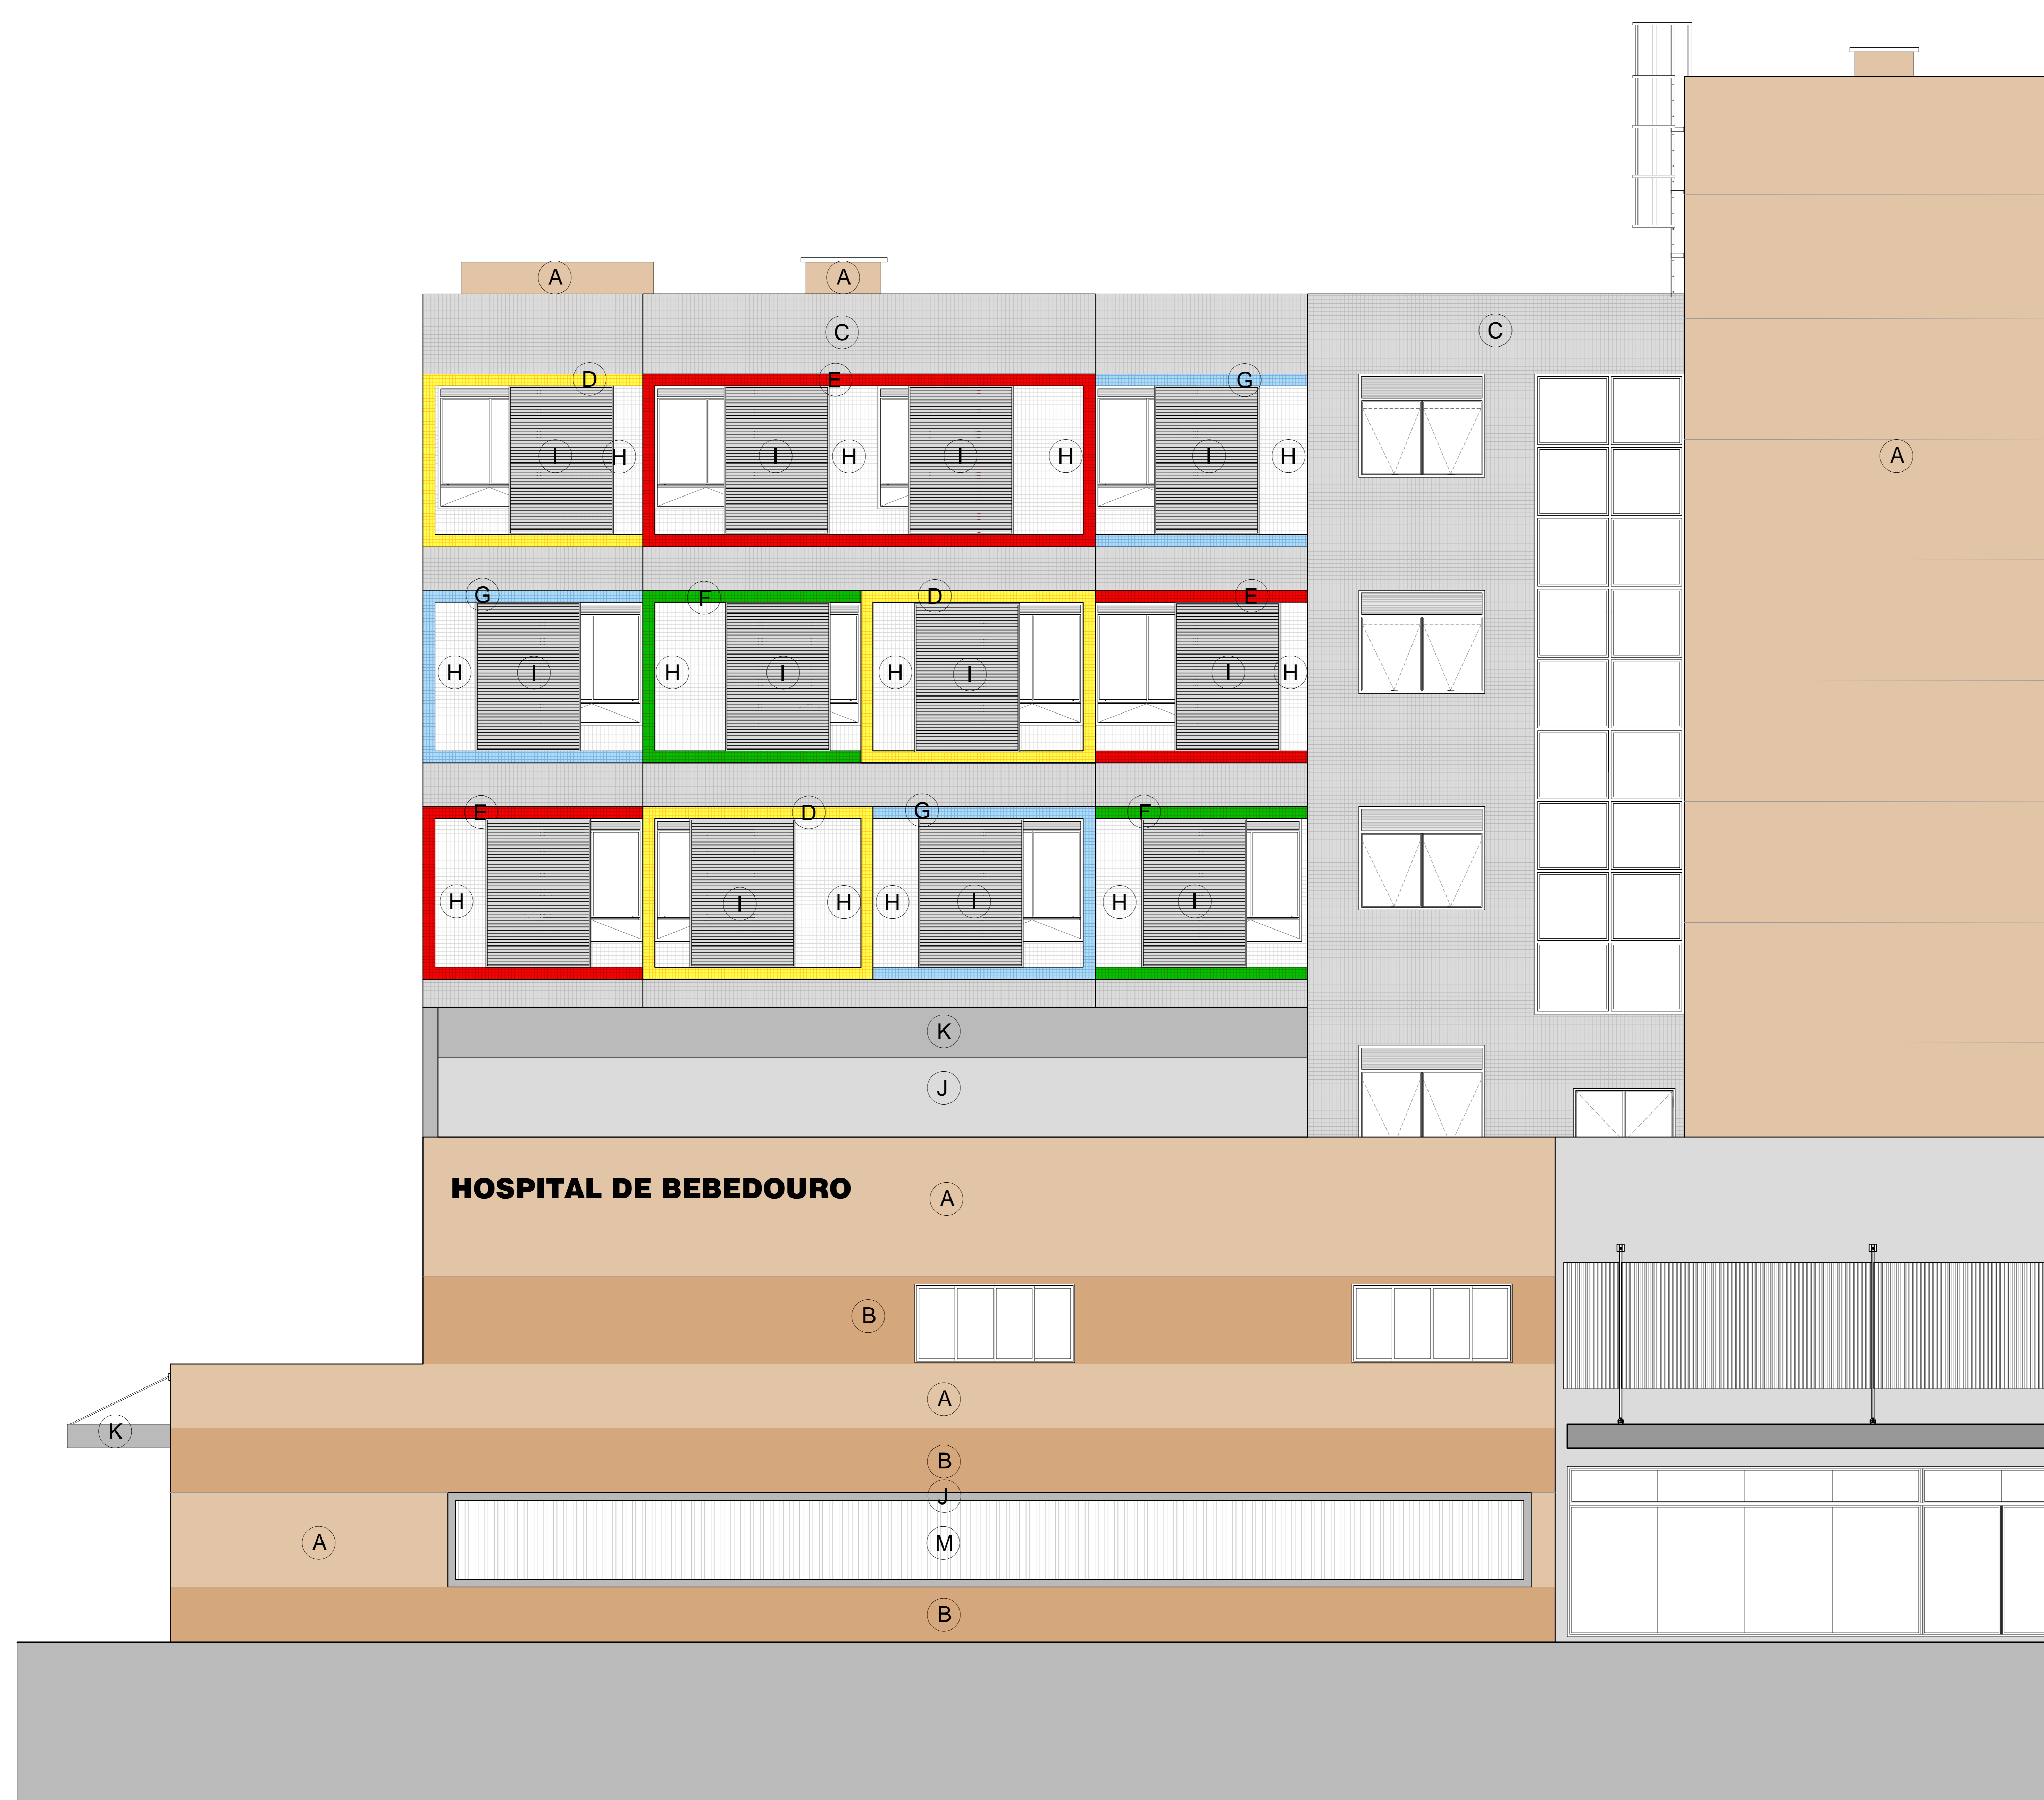 A A
C C
D E G
I H I H I H I H A
G F D E
H I H I H I I H
E D G F
H I H H I H I
K
J
HOSPITAL DE BEBEDOURO A
B
A
K
B
J
A M
B